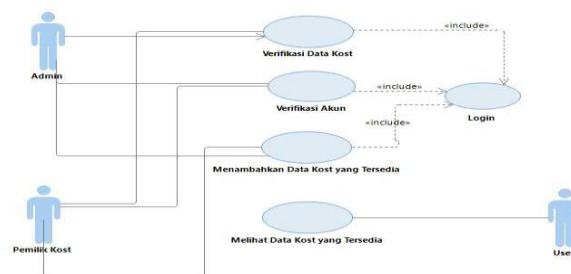 «include»
Verifikasi Data Kost
Admin
«include»
Verifikasi Akun
Login
«include»
Menambahkan Data Kost yang Tersedia
Pemilik Kost
Melihat Data Kost yang Tersedia